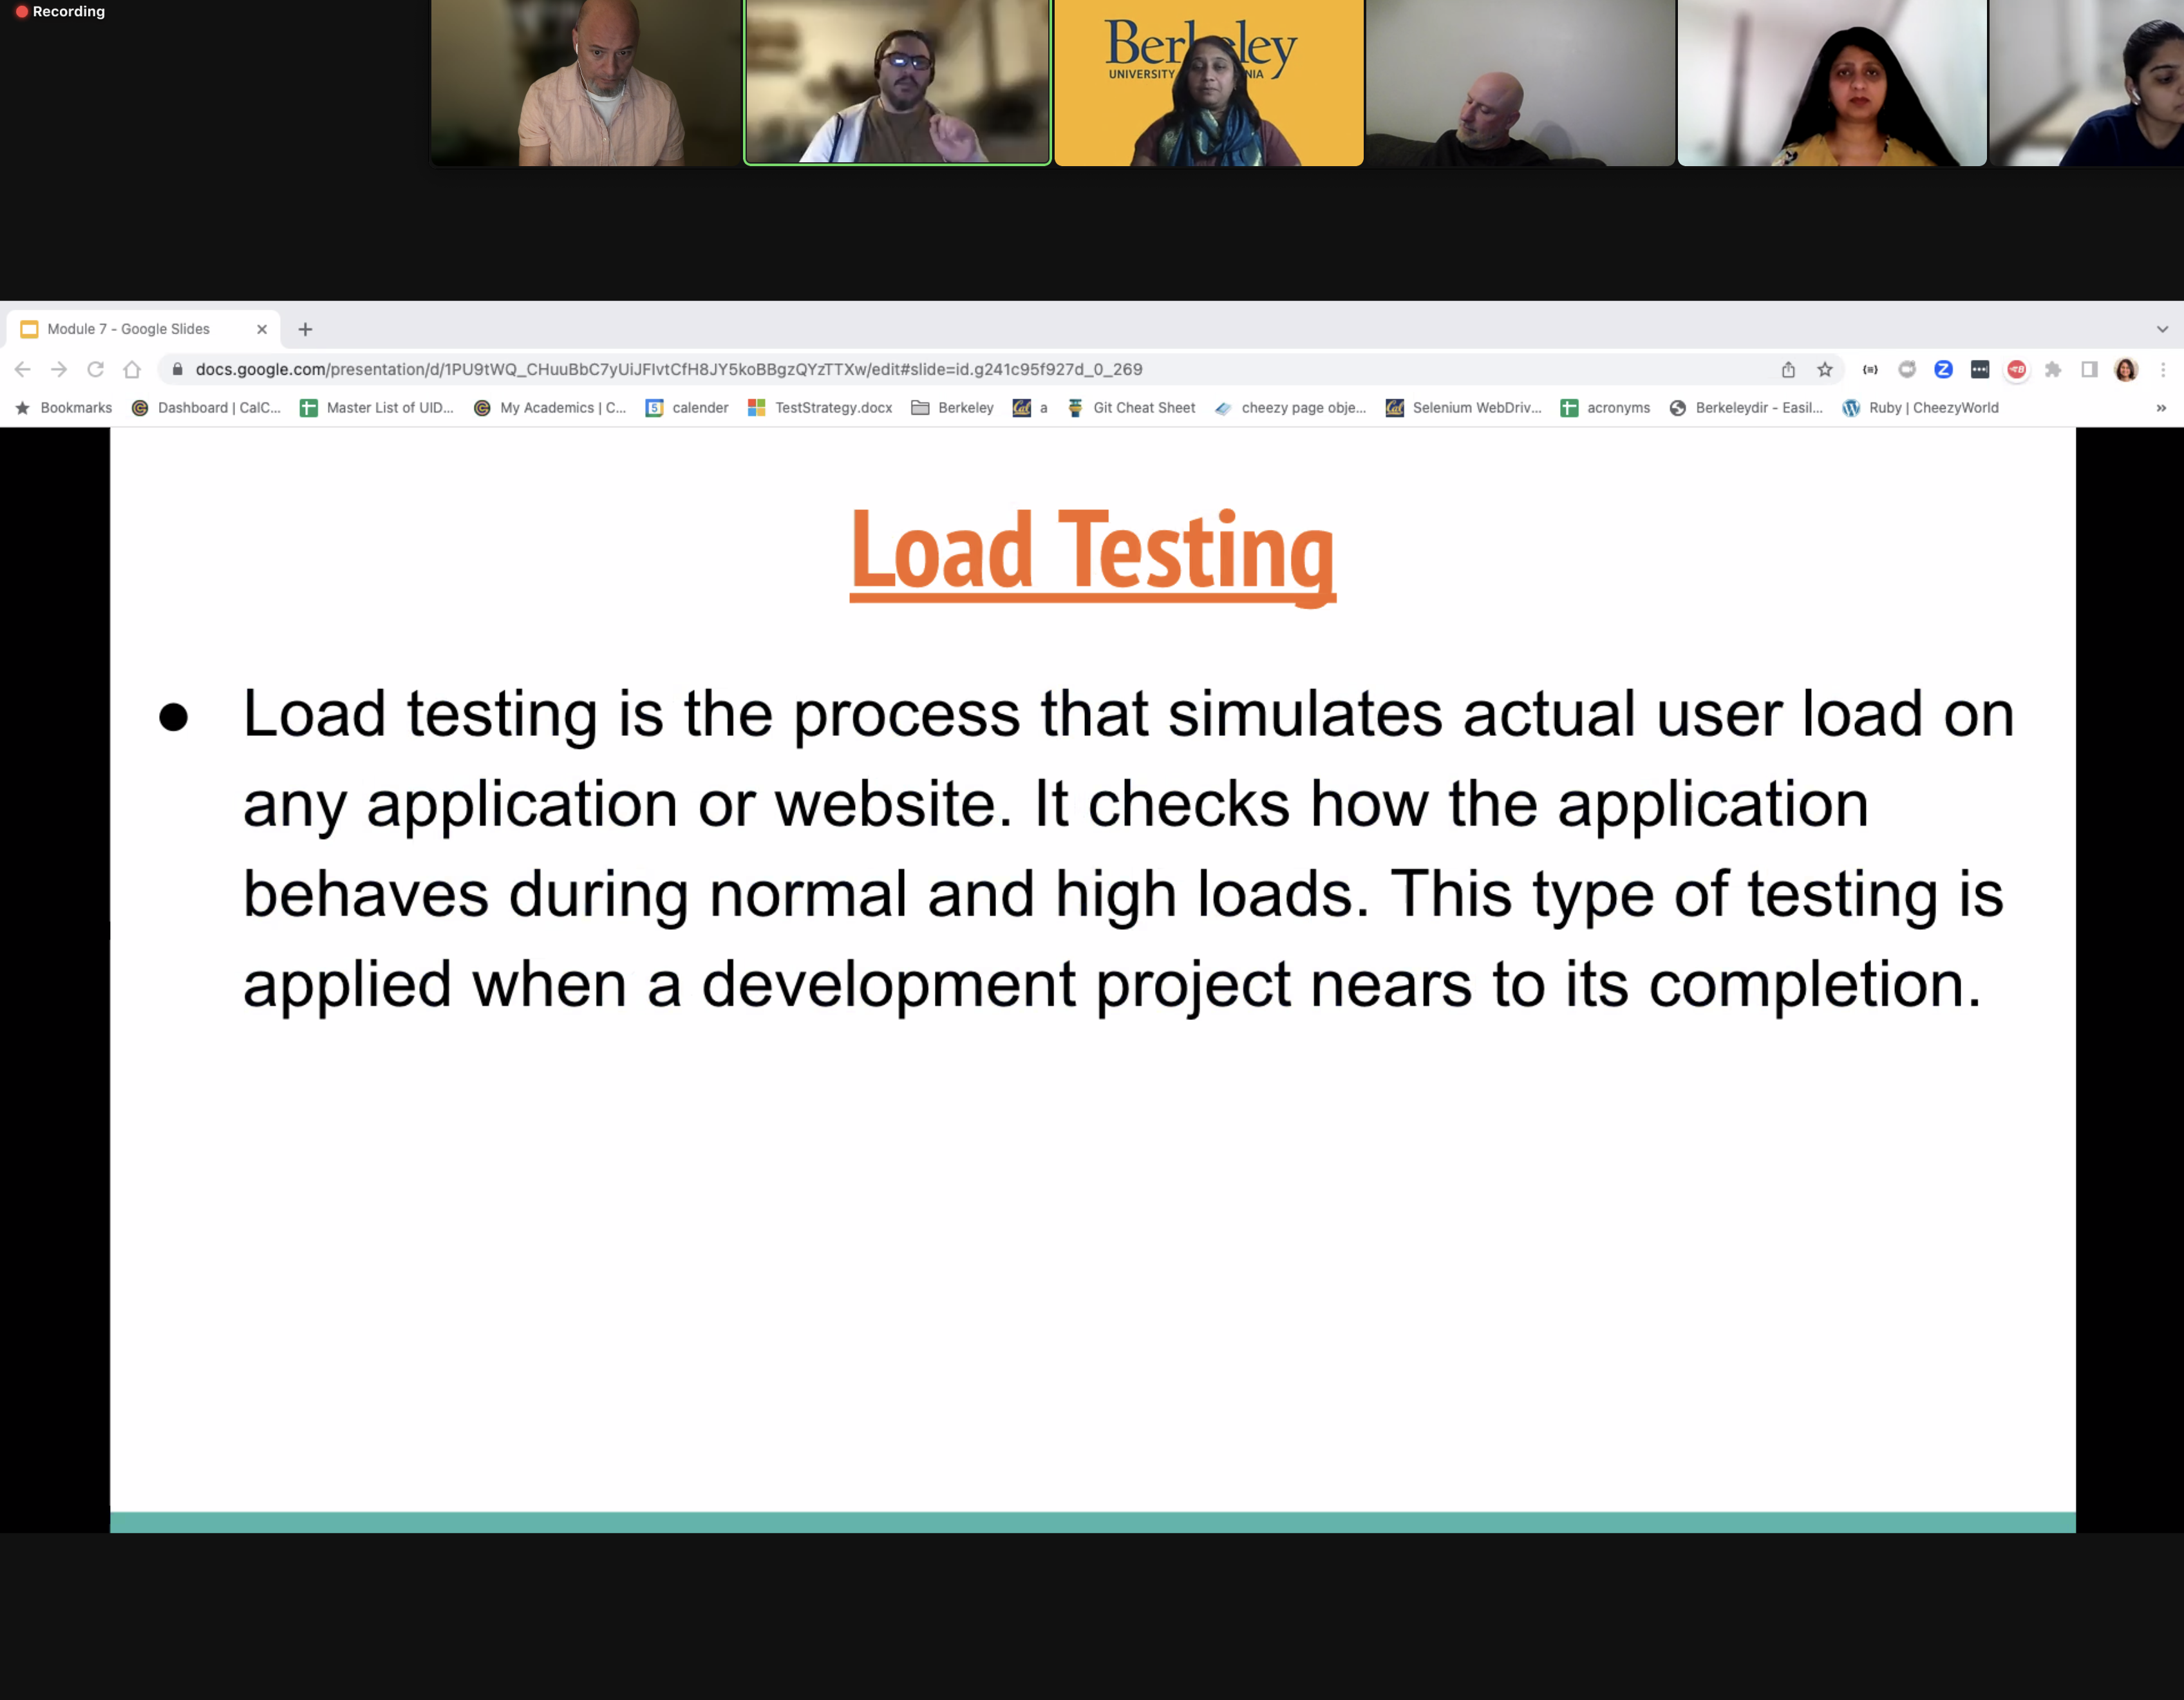 Recording
Berkeley
UNIVERSITY
NIA
Module 7 - Google Slides
docs.google.com/presentation/d/1PU9tWQ_CHuuBbC7yUiJFIvtCfH8JY5koBBgzQYzTTXw/edit#slide=id.g241c95f927d_0_269
Bookmarks Dashboard | CalC... Master List of UID... My Academics | C... 5 calender TestStrategy.docx Berkeley Cal a Git Cheat Sheet cheezy page obje... Cal Selenium WebDriv... acronyms Berkeleydir - Easil... Ruby | CheezyWorld »
Load Testing
● Load testing is the process that simulates actual user load on
any application or website. It checks how the application
behaves during normal and high loads. This type of testing is
applied when a development project nears to its completion.